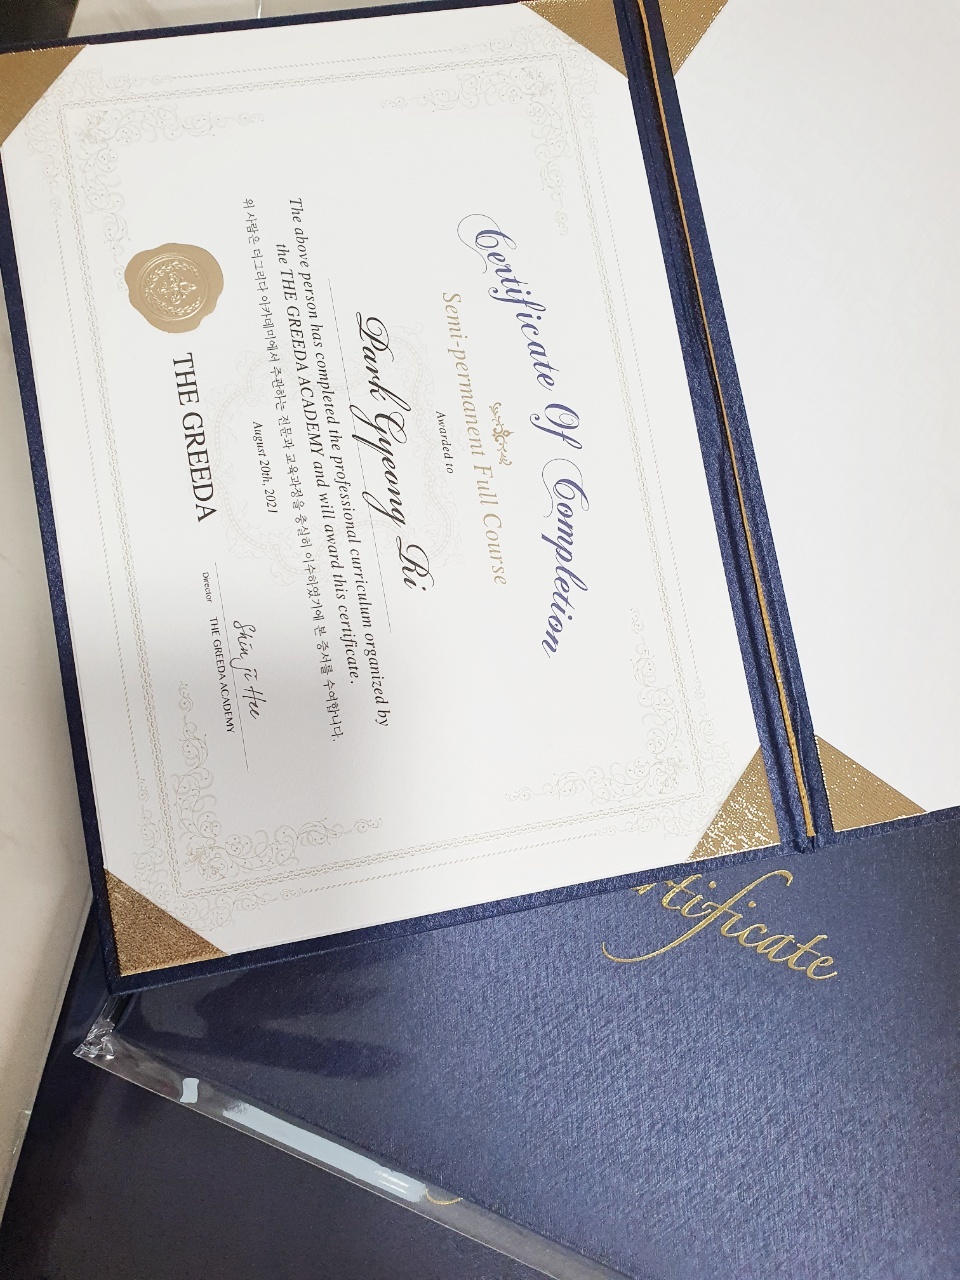 Certificate Of Completion
Semi-permanent Full Course
Awarded to
Park Gyeong Ri
The above person has completed the professional curriculum organized by
the THE GREEDA ACADEMY and will award this certificate.
위 사람은 더그리다 아카데미에서 주관하는 전문과 교육과정을 충실히 이수하였기에 본 증서를 수여합니다.
August 20th, 2021
THE GREEDA
Shin Ji Hee
Director THE GREEDA ACADEMY
rtificate